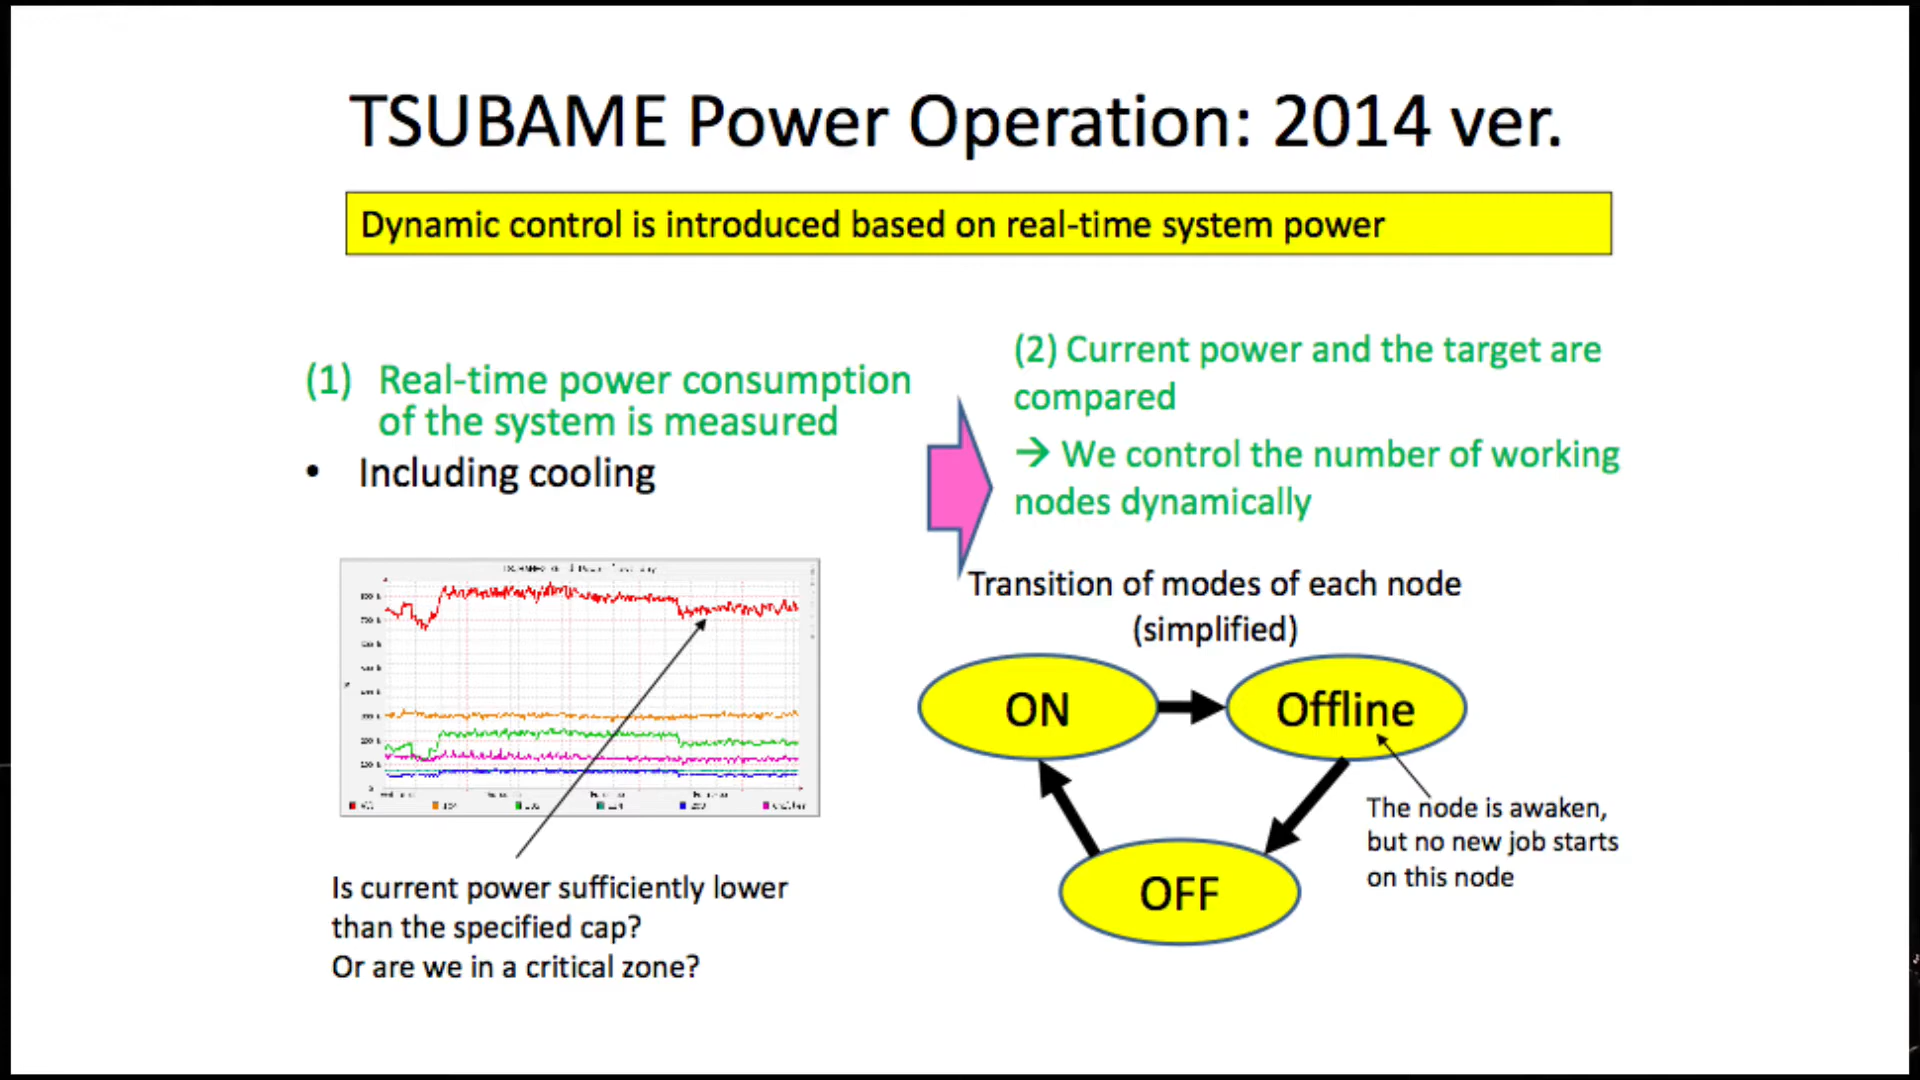 TSUBAME Power Operation: 2014 ver.
Dynamic control is introduced based on real-time system power
(1) Real-time power consumption
of the system is measured
• Including cooling
Is current power sufficiently lower
than the specified cap?
Or are we in a critical zone?
(2) Current power and the target are
compared
→ We control the number of working
nodes dynamically
Transition of modes of each node
(simplified)
ON
Offline
OFF
The node is awaken,
but no new job starts
on this node